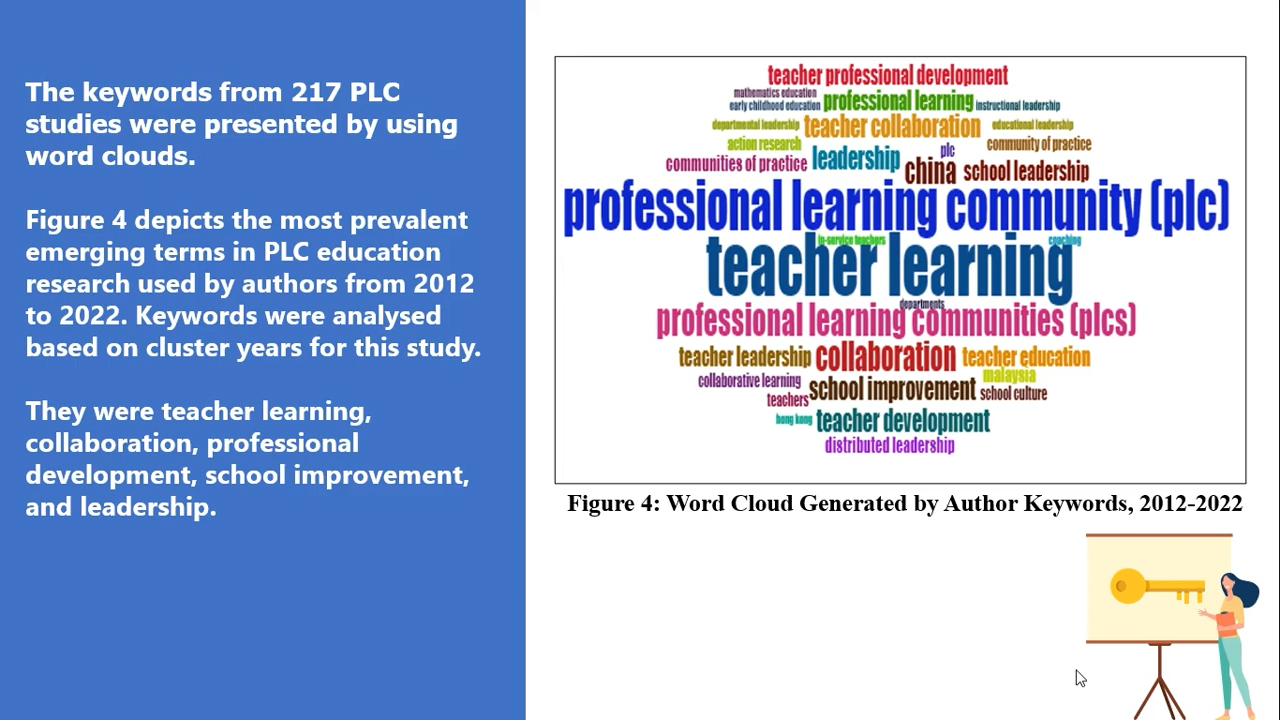 The keywords from 217 PLC
studies were presented by using
word clouds.
Figure 4 depicts the most prevalent
emerging terms in PLC education
research used by authors from 2012
to 2022. Keywords were analysed
based on cluster years for this study.
They were teacher learning,
collaboration, professional
development, school improvement,
and leadership.
teacher professional development
mathematics education
early childhood education professional learning instructional leadership
departmental leadership teacher collaboration educational leadership
action research plc community of practice
communities of practice leadership china school leadership
professional learning community (plc)
in-service teachers coaching
teacher learning
departments
professional learning communities (plcs)
teacher leadership collaboration teacher education
malaysia
collaborative learning school improvement school culture
teachers
hong kong teacher development
distributed leadership
Figure 4: Word Cloud Generated by Author Keywords, 2012-2022